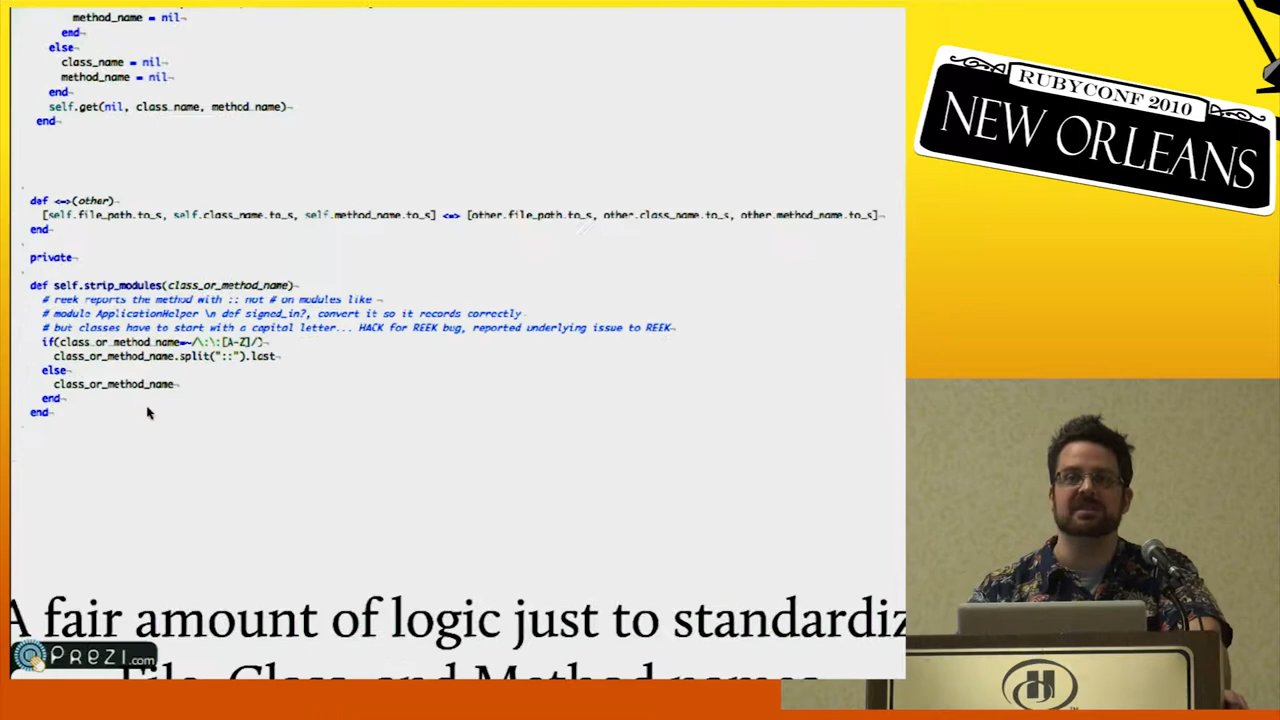 method_name = nil
end
else
class_name = nil
method_name = nil
end
self.get(nil, class_name, method_name)
end
def <=>(other)
[self.file_path.to_s, self.class_name.to_s, self.method_name.to_s] <=> [other.file_path.to_s, other.class_name.to_s, other.method_name.to_s]
end
private
def self.strip_modules(class_or_method_name)
# reek reports the method with :: not # on modules like
# module ApplicationHelper \n def signed_in?, convert it so it records correctly
# but classes have to start with a capital letter... HACK for REEK bug, reported underlying issue to REEK
if(class_or_method_name=~/\:\:[A-Z]/)
class_or_method_name.split("::").last
else
class_or_method_name
end
end
A fair amount of logic just to standardiz
File, Class, and Method names
PREZI.com
RUBYCONF 2010
NEW ORLEANS
H